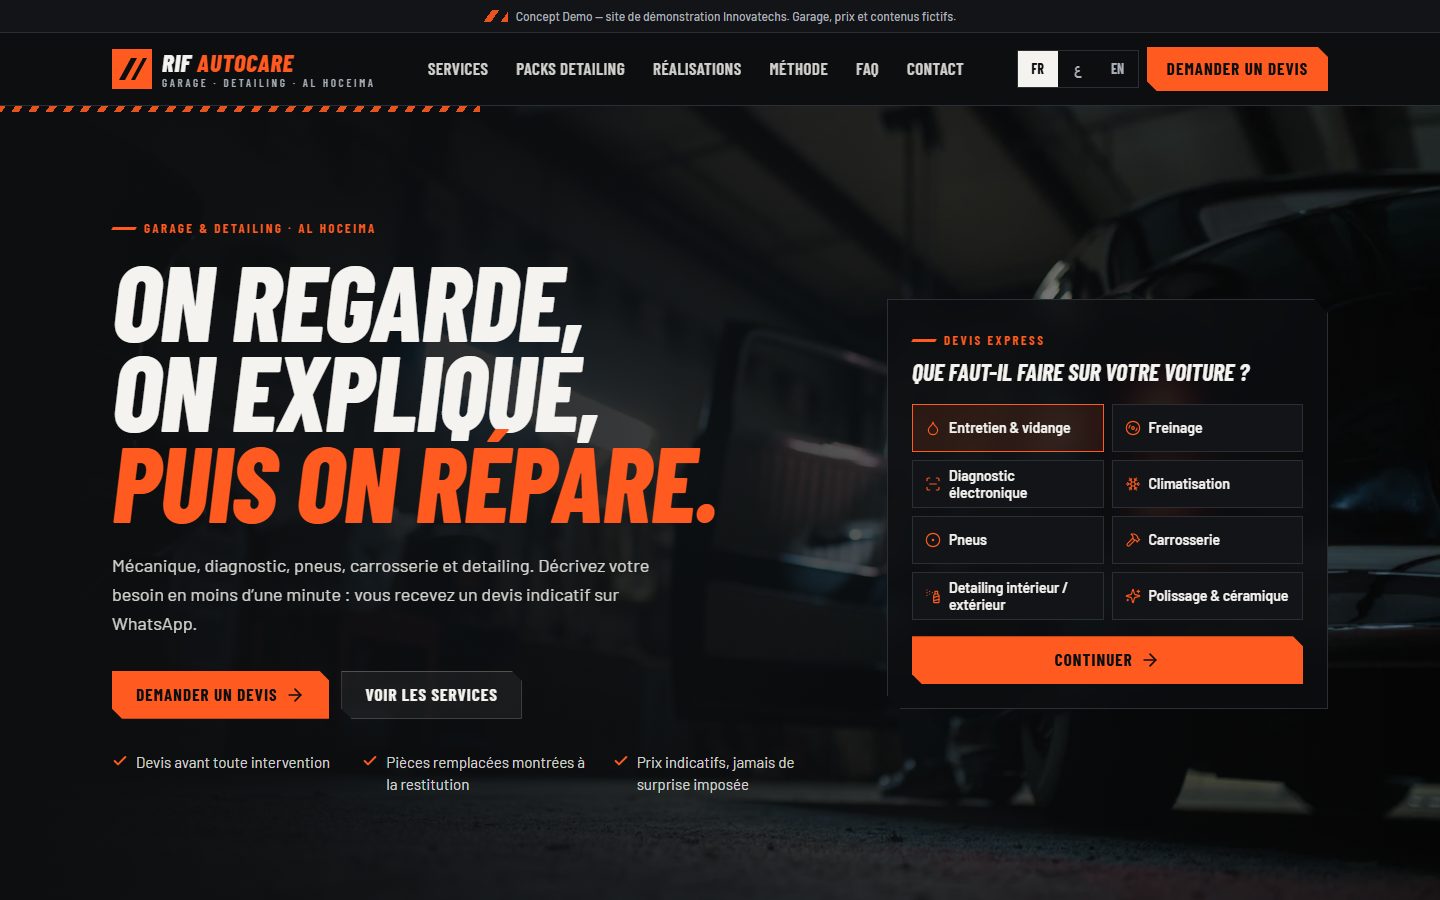 Concept Demo — site de démonstration Innovatechs. Garage, prix et contenus fictifs.
RIF AUTOCARE
GARAGE · DETAILING · AL HOCEIMA
SERVICES
PACKS DETAILING
RÉALISATIONS
MÉTHODE
FAQ
CONTACT
FR
ع
EN
DEMANDER UN DEVIS
GARAGE & DETAILING · AL HOCEIMA
ON REGARDE,
ON EXPLIQUE,
PUIS ON RÉPARE.
Mécanique, diagnostic, pneus, carrosserie et detailing. Décrivez votre
besoin en moins d’une minute : vous recevez un devis indicatif sur
WhatsApp.
DEMANDER UN DEVIS →
VOIR LES SERVICES
Devis avant toute intervention
Pièces remplacées montrées à
la restitution
Prix indicatifs, jamais de
surprise imposée
DEVIS EXPRESS
QUE FAUT-IL FAIRE SUR VOTRE VOITURE ?
Entretien & vidange
Freinage
Diagnostic
électronique
Climatisation
Pneus
Carrosserie
Detailing intérieur /
extérieur
Polissage & céramique
CONTINUER →